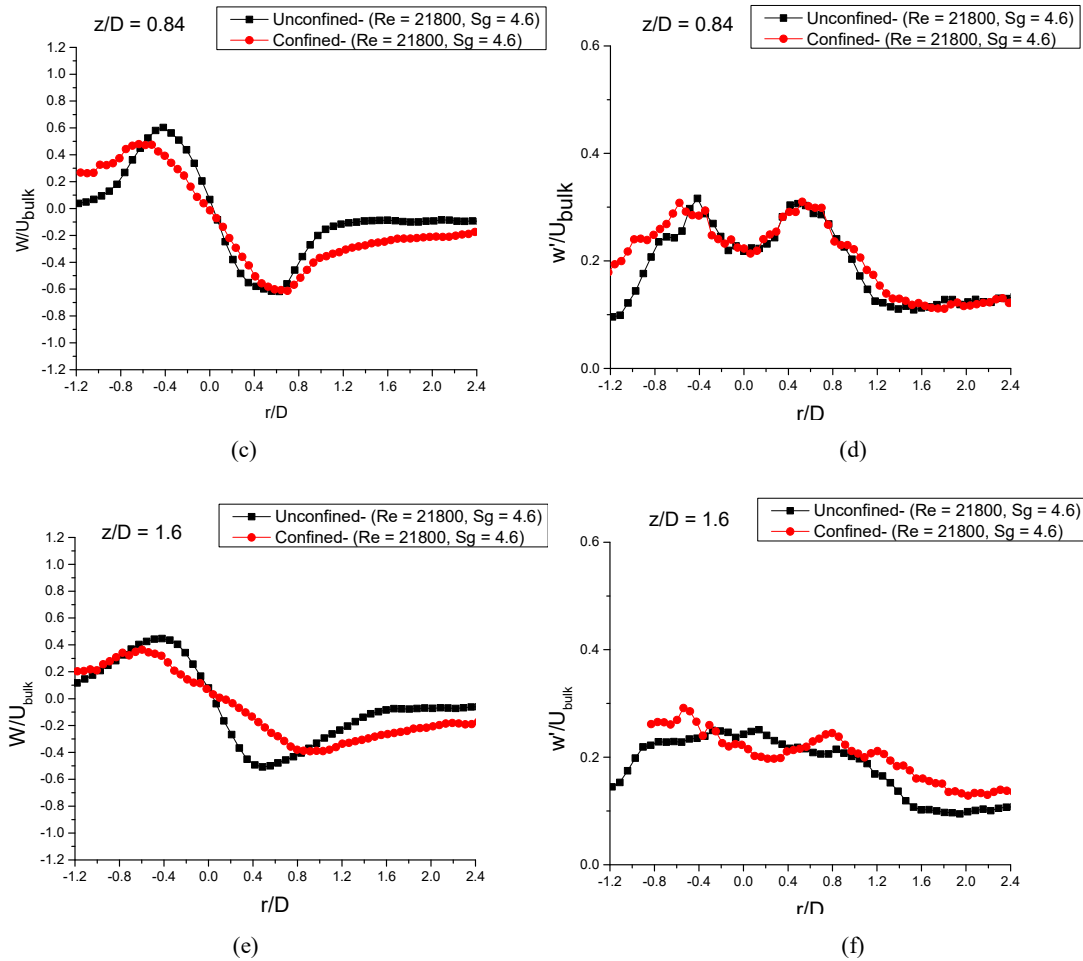 z/D = 0.84
Unconfined- (Re = 21800, Sg = 4.6)
Confined- (Re = 21800, Sg = 4.6)
1.2
1.0
0.8
0.6
0.4
0.2
0.0
-0.2
-0.4
-0.6
-0.8
-1.0
-1.2
W/Ubulk
-1.2 -0.8 -0.4 0.0 0.4 0.8 1.2 1.6 2.0 2.4
r/D
(c)
z/D = 0.84
Unconfined- (Re = 21800, Sg = 4.6)
Confined- (Re = 21800, Sg = 4.6)
0.6
0.3
0.2
0.0
w'/Ubulk
-1.2 -0.8 -0.4 0.0 0.4 0.8 1.2 1.6 2.0 2.4
r/D
(d)
z/D = 1.6
Unconfined- (Re = 21800, Sg = 4.6)
Confined- (Re = 21800, Sg = 4.6)
1.2
1.0
0.8
0.6
0.4
0.2
0.0
-0.2
-0.4
-0.6
-0.8
-1.0
-1.2
W/Ubulk
-1.2 -0.8 -0.4 0.0 0.4 0.8 1.2 1.6 2.0 2.4
r/D
(e)
z/D = 1.6
Unconfined- (Re = 21800, Sg = 4.6)
Confined- (Re = 21800, Sg = 4.6)
0.6
0.3
0.2
0.0
w'/Ubulk
-1.2 -0.8 -0.4 0.0 0.4 0.8 1.2 1.6 2.0 2.4
r/D
(f)